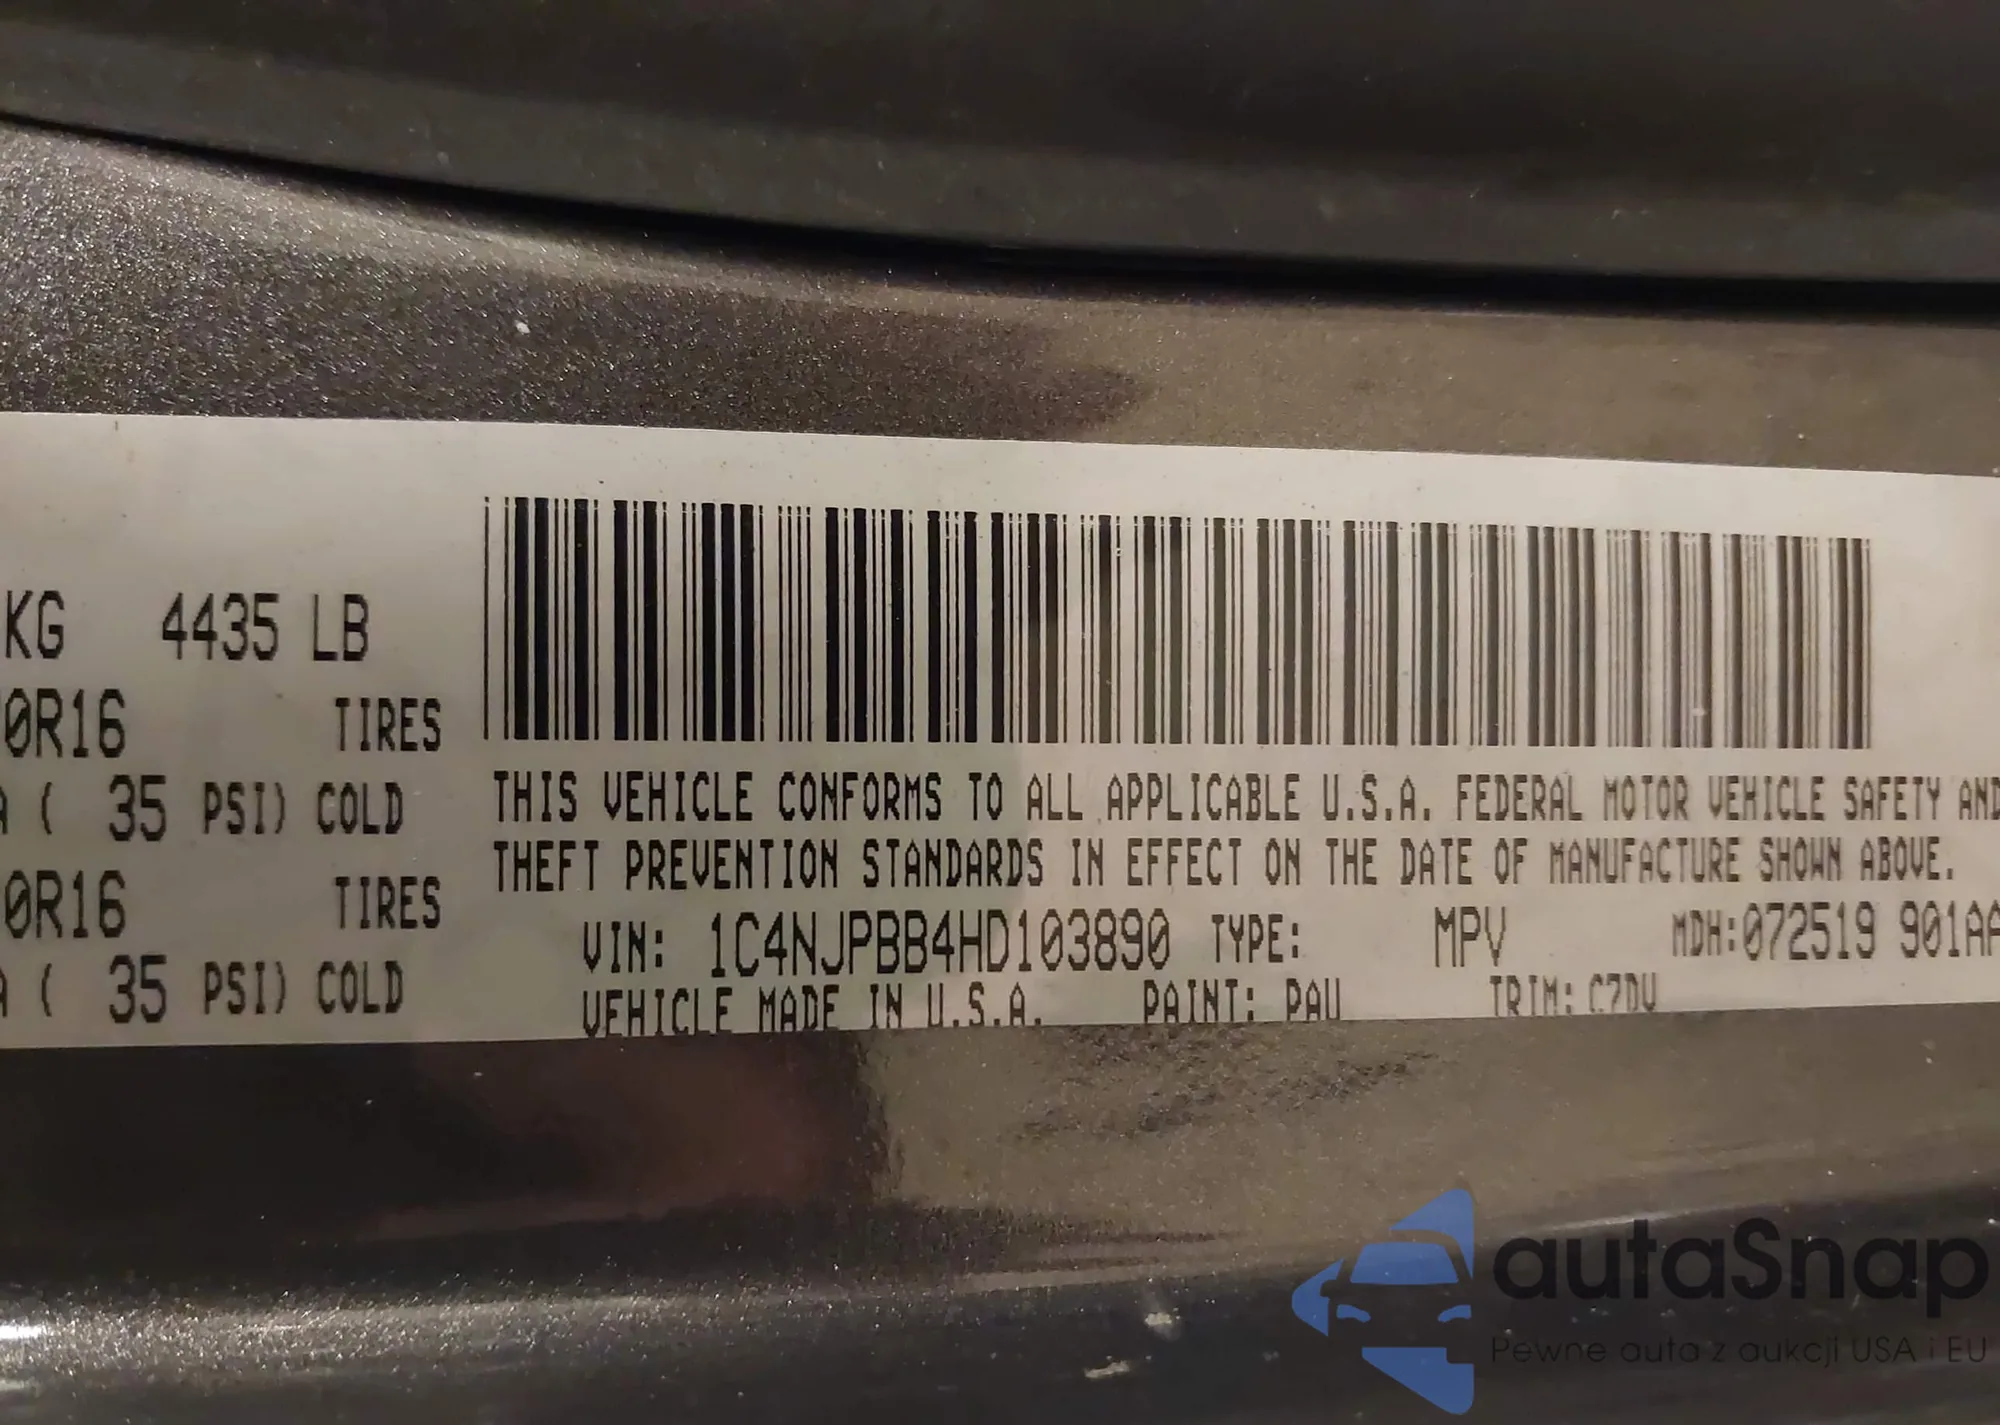 KG 4435 LB
0R16 TIRES
A ( 35 PSI) COLD
0R16 TIRES
A ( 35 PSI) COLD
THIS VEHICLE CONFORMS TO ALL APPLICABLE U.S.A. FEDERAL MOTOR VEHICLE SAFETY AND
THEFT PREVENTION STANDARDS IN EFFECT ON THE DATE OF MANUFACTURE SHOWN ABOVE.
VIN: 1C4NJPBB4HD103890 TYPE: MPV MDH:072519 901AA
VEHICLE MADE IN U.S.A. PAINT: PAU TRIM: C7DV
autaSnap
Pewne auta z aukcji USA i EU